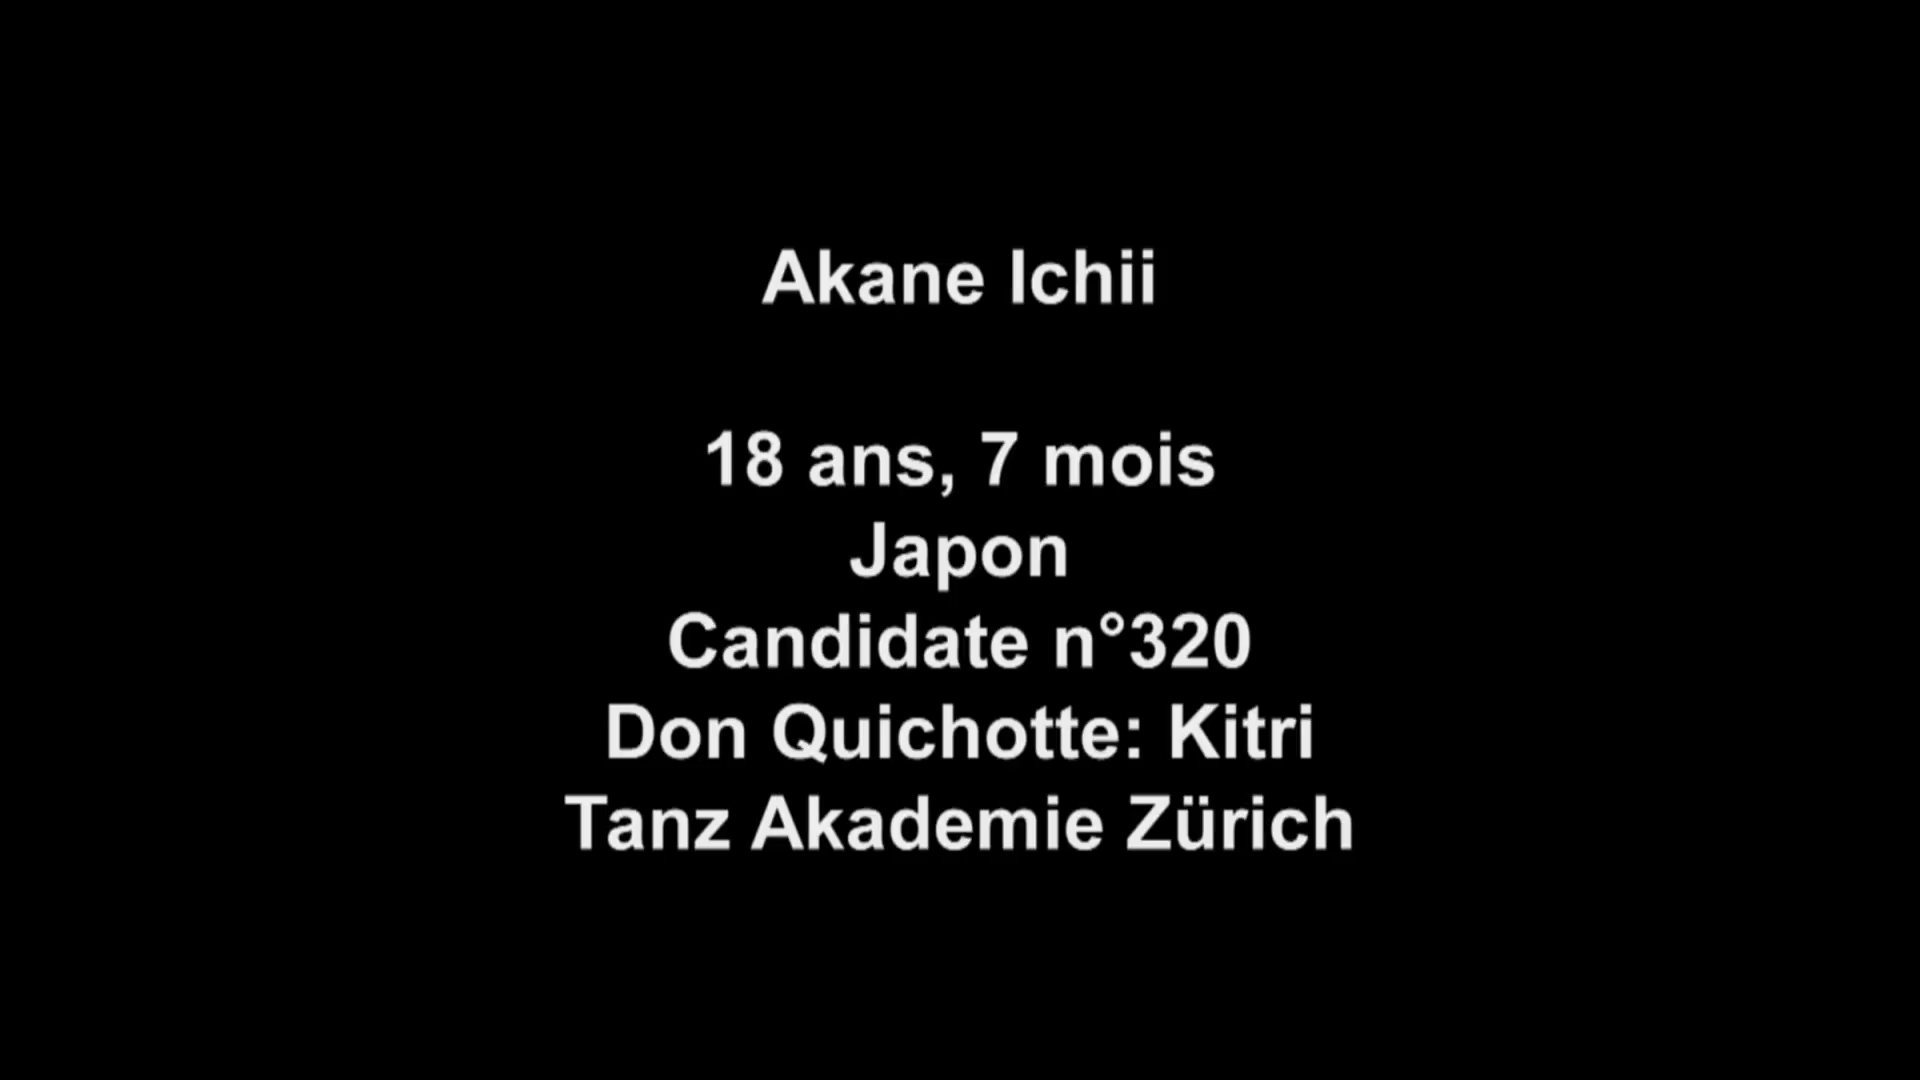 Akane Ichii
18 ans, 7 mois
Japon
Candidate n°320
Don Quichotte: Kitri
Tanz Akademie Zürich